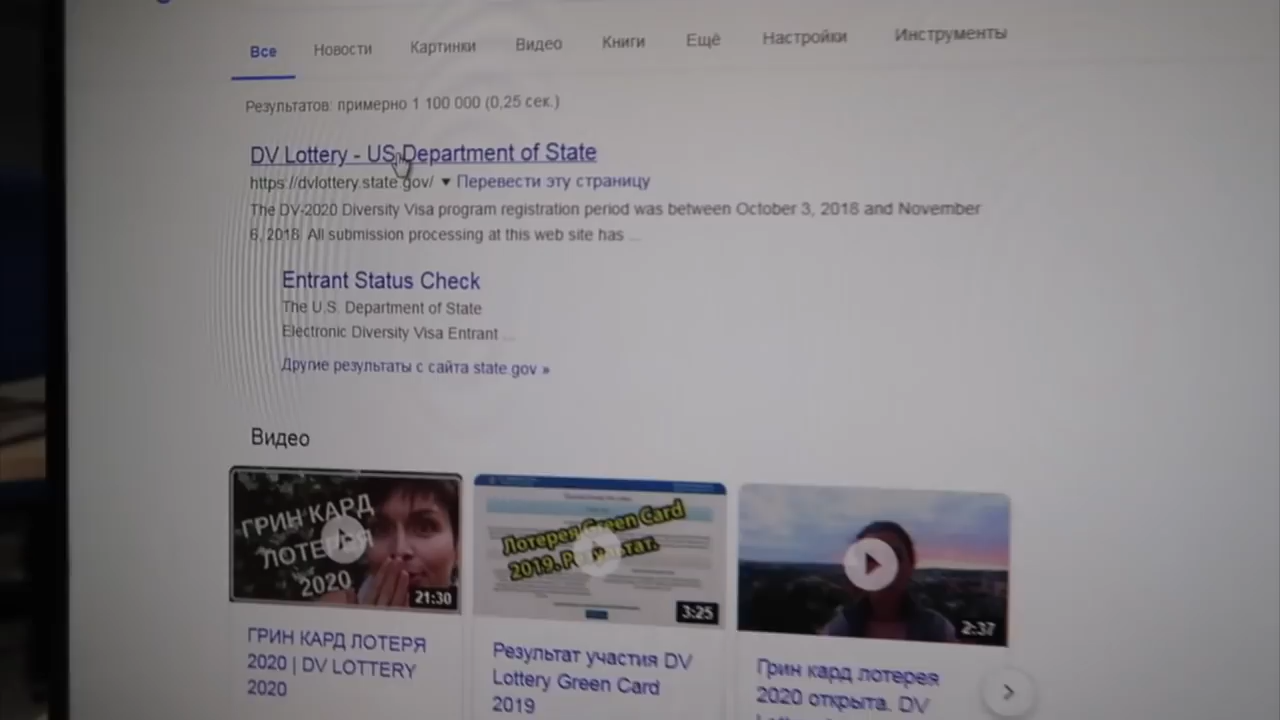 Все Новости Картинки Видео Книги Ещё Настройки Инструменты
Результатов: примерно 1 100 000 (0,25 сек.)
DV Lottery - US Department of State
https://dvlottery.state.gov/ ▼ Перевести эту страницу
The DV-2020 Diversity Visa program registration period was between October 3, 2018 and November
6, 2018. All submission processing at this web site has ...
Entrant Status Check
The U.S. Department of State
Electronic Diversity Visa Entrant ...
Другие результаты с сайта state.gov »
Видео
ГРИН КАРД
ЛОТЕРЕЯ
2020
21:30
Лотерея Green Card
2019. Результат.
3:25
2:37
ГРИН КАРД ЛОТЕРЯ
2020 | DV LOTTERY
2020
Результат участия DV
Lottery Green Card
2019
Грин кард лотерея
2020 открыта. DV